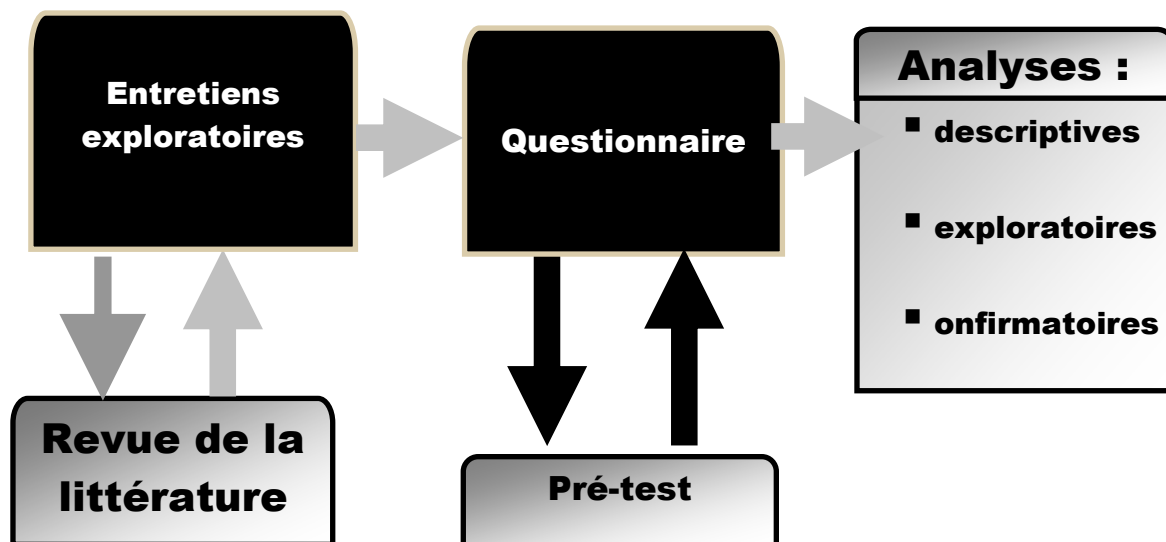 Entretiens
exploratoires
Questionnaire
Analyses :
▪ descriptives
▪ exploratoires
▪ onfirmatoires
Revue de la
littérature
Pré-test